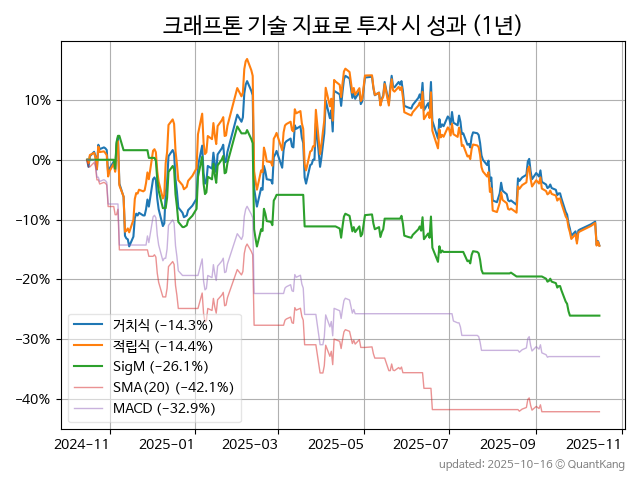 크래프톤 기술 지표로 투자 시 성과 (1년)
10%
0%
−10%
−20%
−30%
−40%
거치식 (−14.3%)
적립식 (−14.4%)
SigM (−26.1%)
SMA(20) (−42.1%)
MACD (−32.9%)
2024−11 2025−01 2025−03 2025−05 2025−07 2025−09 2025−11
updated: 2025-10-16 © QuantKang